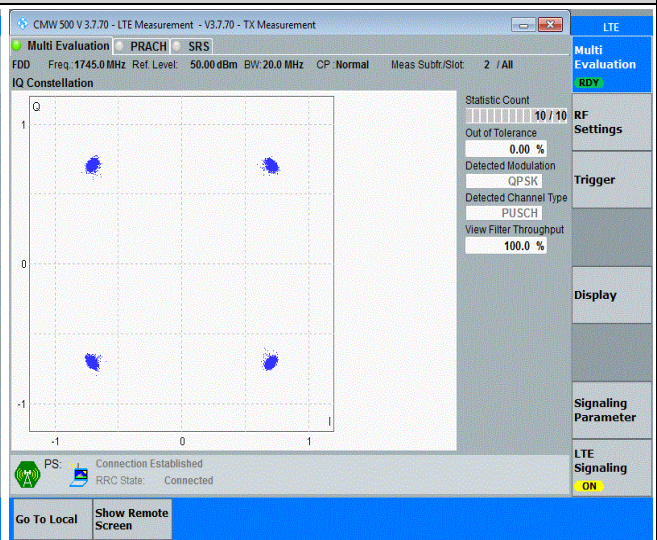 CMW 500 V 3.7.70 - LTE Measurement - V3.7.70 - TX Measurement
LTE
Multi Evaluation PRACH SRS
Multi
Evaluation
RDY
FDD Freq.:1745.0 MHz Ref. Level: 50.00 dBm BW:20.0 MHz CP :Normal Meas Subfr./Slot: 2 / All
IQ Constellation
Q
1
0
-1
-1
0
1
I
Statistic Count
10 / 10
Out of Tolerance
0.00 %
Detected Modulation
QPSK
Detected Channel Type
PUSCH
View Filter Throughput
100.0 %
RF
Settings
Trigger
Display
Signaling
Parameter
LTE
Signaling
ON
PS: Connection Established
RRC State: Connected
Go To Local
Show Remote
Screen